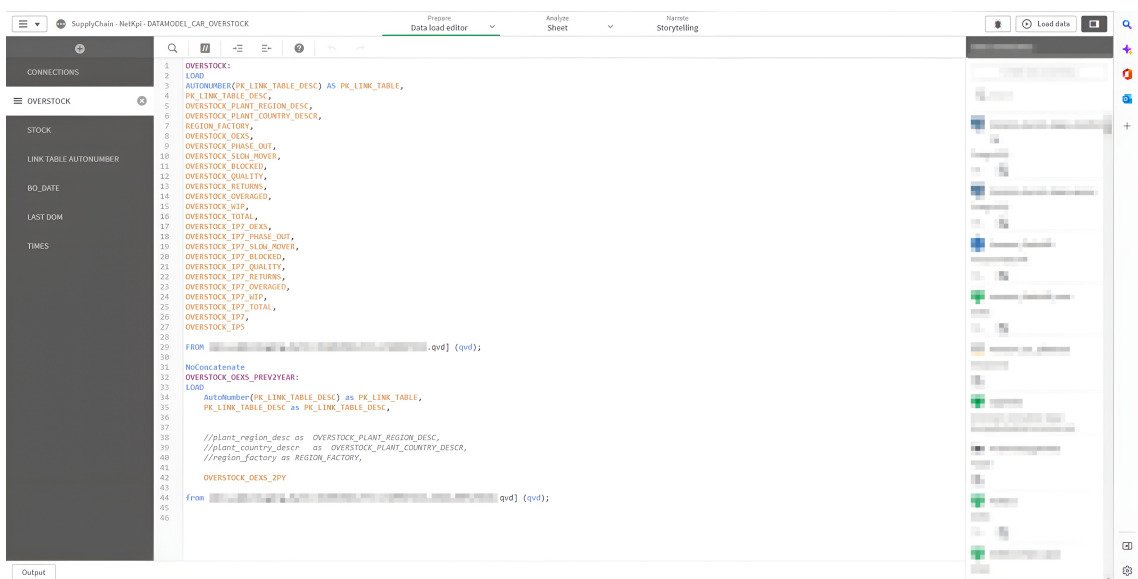 SupplyChain - NetKpi - DATAMODEL_CAR_OVERSTOCK
Prepare
Data load editor
Analyze
Sheet
Narrate
Storytelling
Load data
CONNECTIONS
OVERSTOCK
STOCK
LINK TABLE AUTONUMBER
BO_DATE
LAST DOM
TIMES
1 OVERSTOCK:
2 LOAD
3 AUTONUMBER(PK_LINK_TABLE_DESC) AS PK_LINK_TABLE,
4 PK_LINK_TABLE_DESC,
5 OVERSTOCK_PLANT_REGION_DESC,
6 OVERSTOCK_PLANT_COUNTRY_DESCR,
7 REGION_FACTORY,
8 OVERSTOCK_OEXS,
9 OVERSTOCK_PHASE_OUT,
10 OVERSTOCK_SLOW_MOVER,
11 OVERSTOCK_BLOCKED,
12 OVERSTOCK_QUALITY,
13 OVERSTOCK_RETURNS,
14 OVERSTOCK_OVERAGED,
15 OVERSTOCK_WIP,
16 OVERSTOCK_TOTAL,
17 OVERSTOCK_IP7_OEXS,
18 OVERSTOCK_IP7_PHASE_OUT,
19 OVERSTOCK_IP7_SLOW_MOVER,
20 OVERSTOCK_IP7_BLOCKED,
21 OVERSTOCK_IP7_QUALITY,
22 OVERSTOCK_IP7_RETURNS,
23 OVERSTOCK_IP7_OVERAGED,
24 OVERSTOCK_IP7_WIP,
25 OVERSTOCK_IP7_TOTAL,
26 OVERSTOCK_IP7,
27 OVERSTOCK_IP5
28
29 FROM .qvd] (qvd);
30
31 NoConcatenate
32 OVERSTOCK_OEXS_PREV2YEAR:
33 LOAD
34 AutoNumber(PK_LINK_TABLE_DESC) as PK_LINK_TABLE,
35 PK_LINK_TABLE_DESC as PK_LINK_TABLE_DESC,
36
37
38 //plant_region_desc as OVERSTOCK_PLANT_REGION_DESC,
39 //plant_country_descr as OVERSTOCK_PLANT_COUNTRY_DESCR,
40 //region_factory as REGION_FACTORY,
41
42 OVERSTOCK_OEXS_2PY
43
44 from qvd] (qvd);
45
46
Output